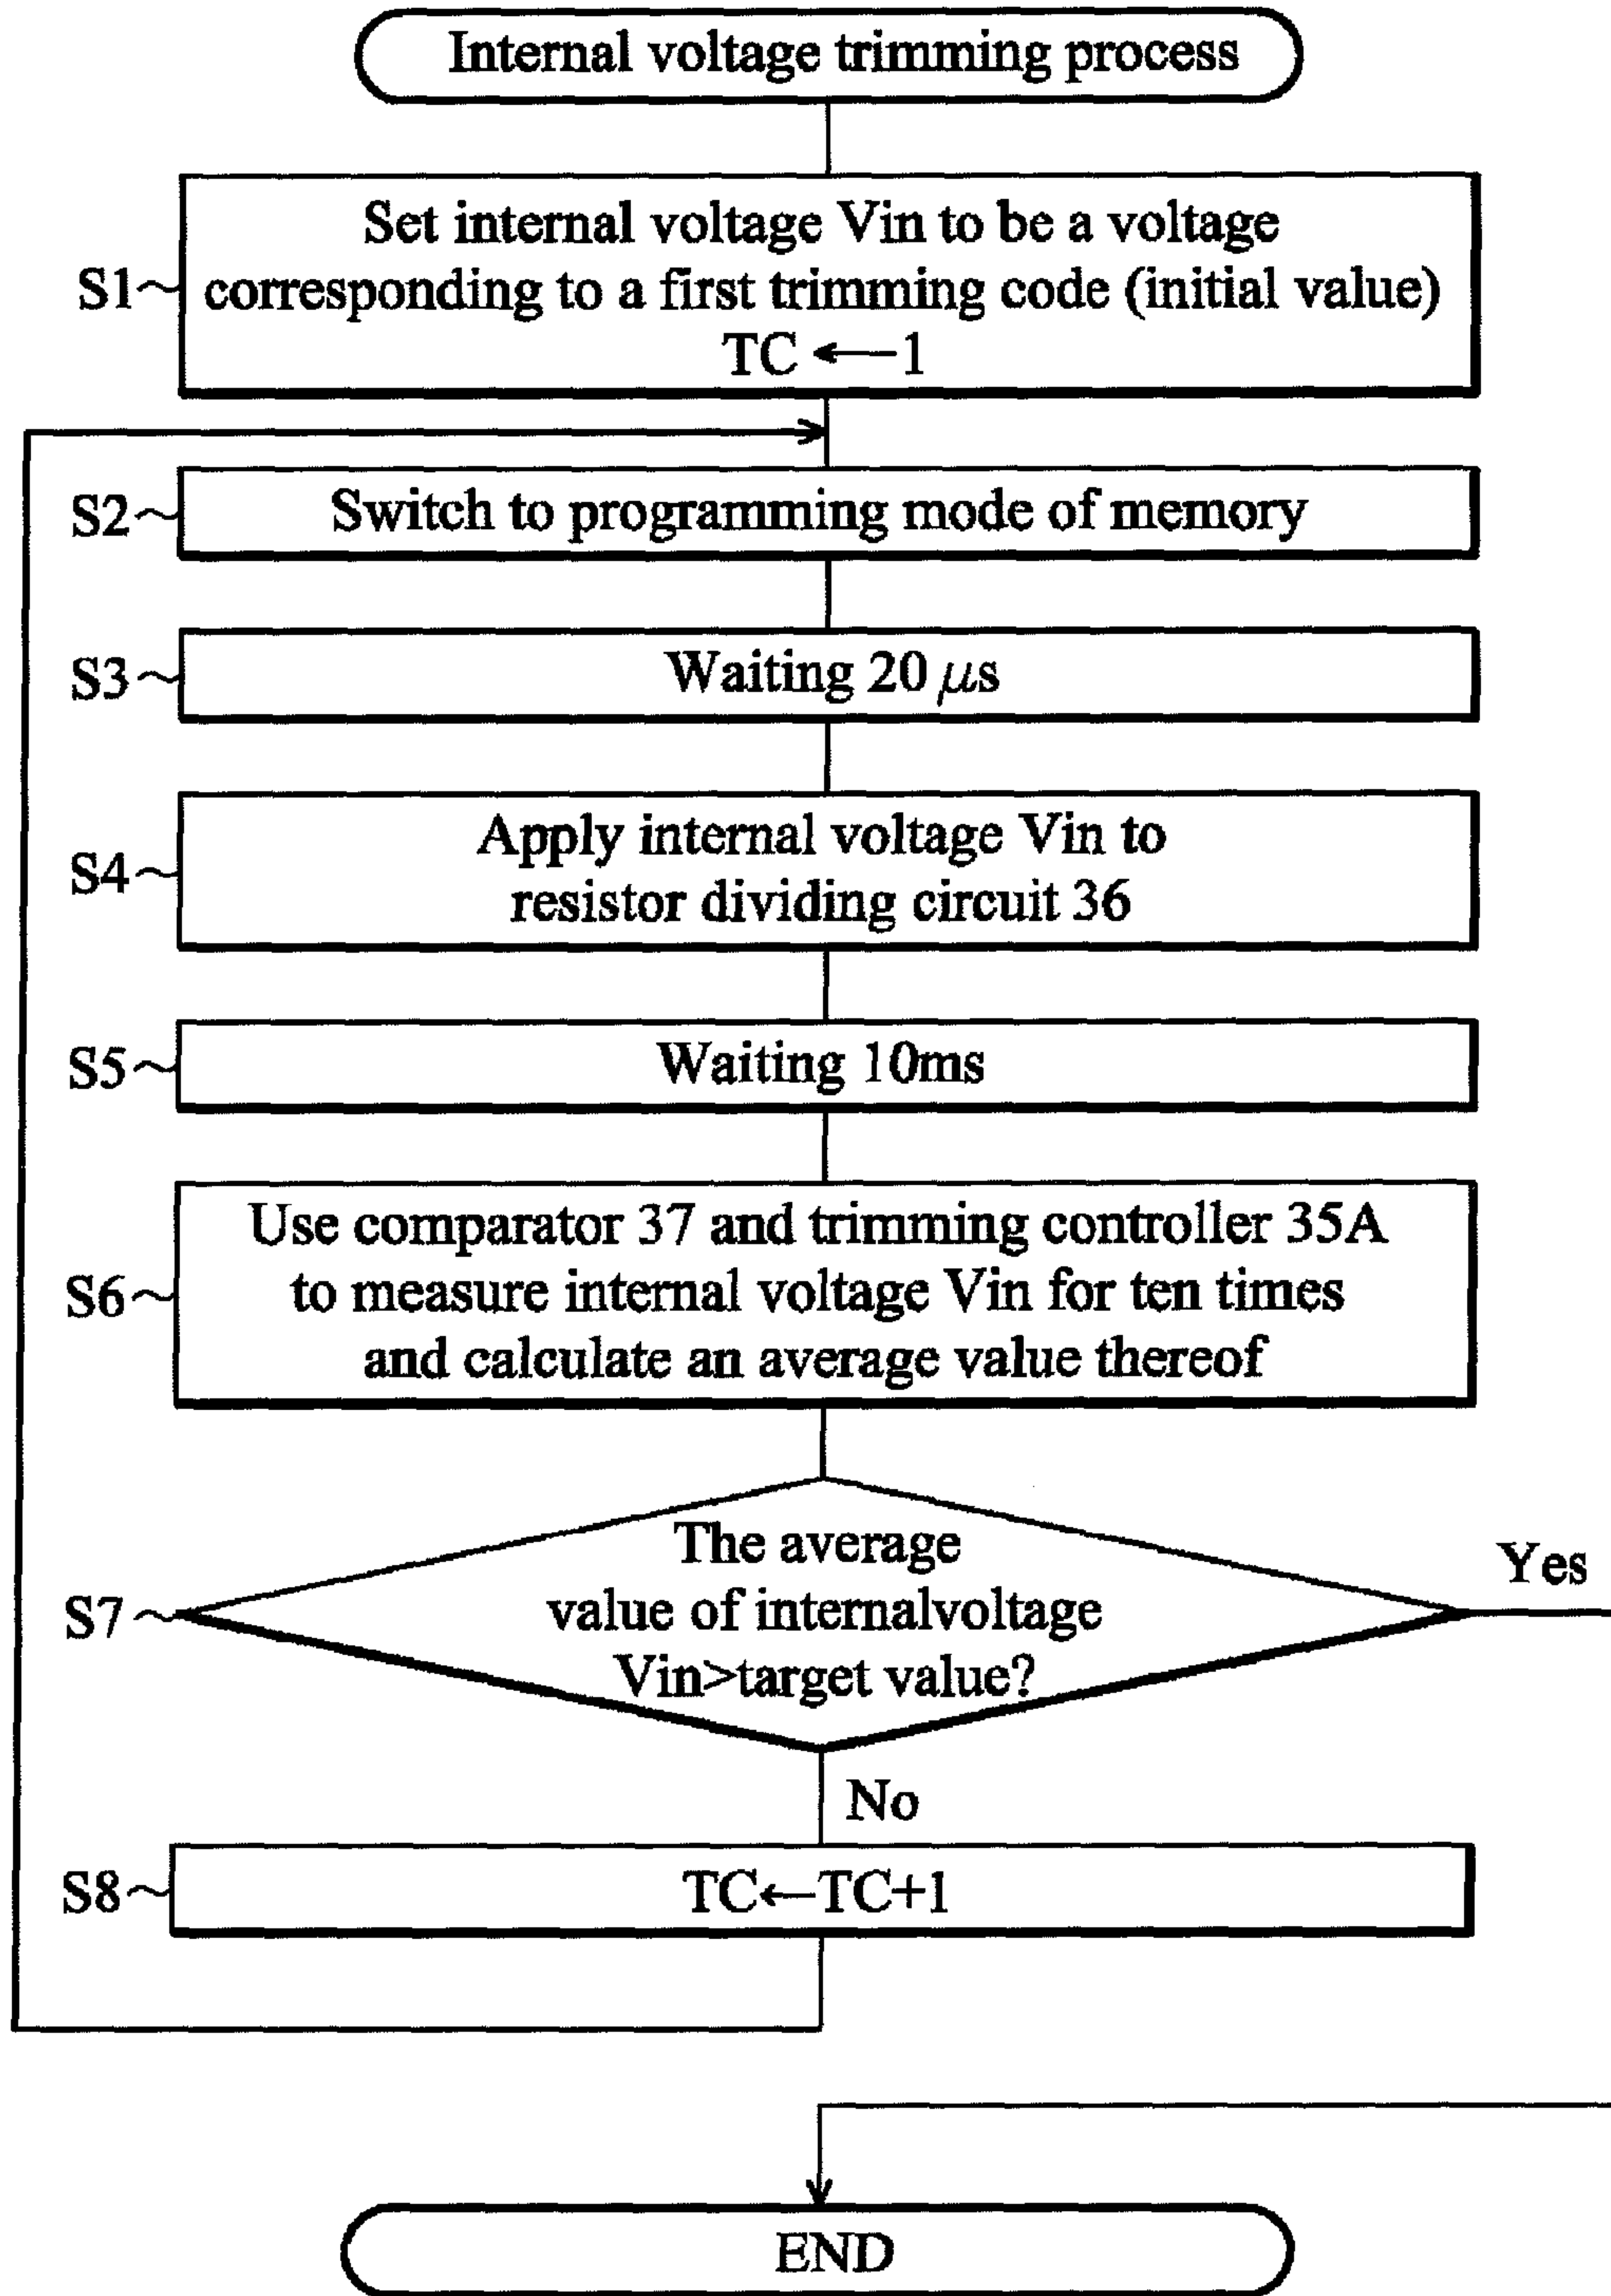 Internal voltage trimming process
Set internal voltage Vin to be a voltage
S1 corresponding to a first trimming code (initial value)
TC ←1
S2 Switch to programming mode of memory
S3 Waiting 20 μs
Apply internal voltage Vin to
S4
resistor dividing circuit 36
S5 Waiting 10ms
Use comparator 37 and trimming controller 35A
S6 to measure internal voltage Vin for ten times
and calculate an average value thereof
The average
Yes
S7 value of internalvoltage
Vin>target value?
No
S8 TC←TC+1
END